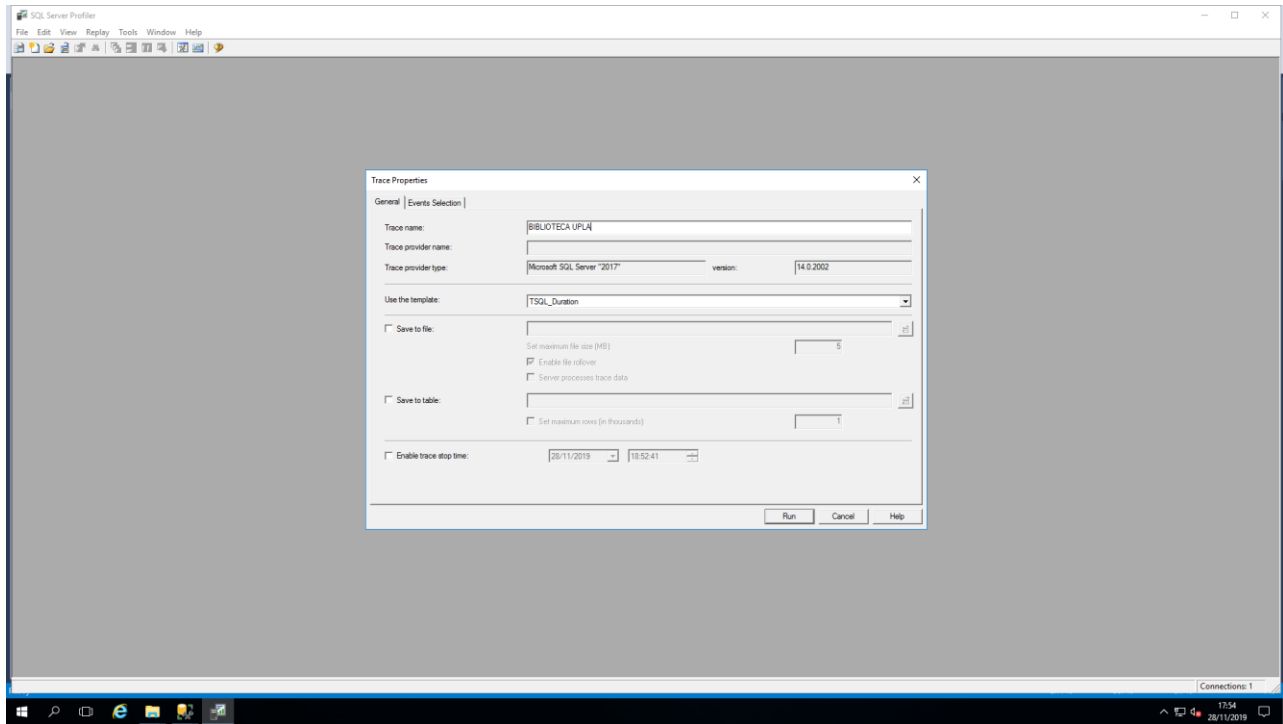 SQL Server Profiler
File Edit View Replay Tools Window Help
Trace Properties
General Events Selection
Trace name: BIBLIOTECA UPLA
Trace provider name:
Trace provider type: Microsoft SQL Server "2017" version: 14.0.2002
Use the template: TSQL_Duration
Save to file:
Set maximum file size (MB): 5
Enable file rollover
Server processes trace data
Save to table:
Set maximum rows (in thousands): 1
Enable trace stop time: 28/11/2019 18:52:41
Run Cancel Help
Connections: 1
17:54
28/11/2019